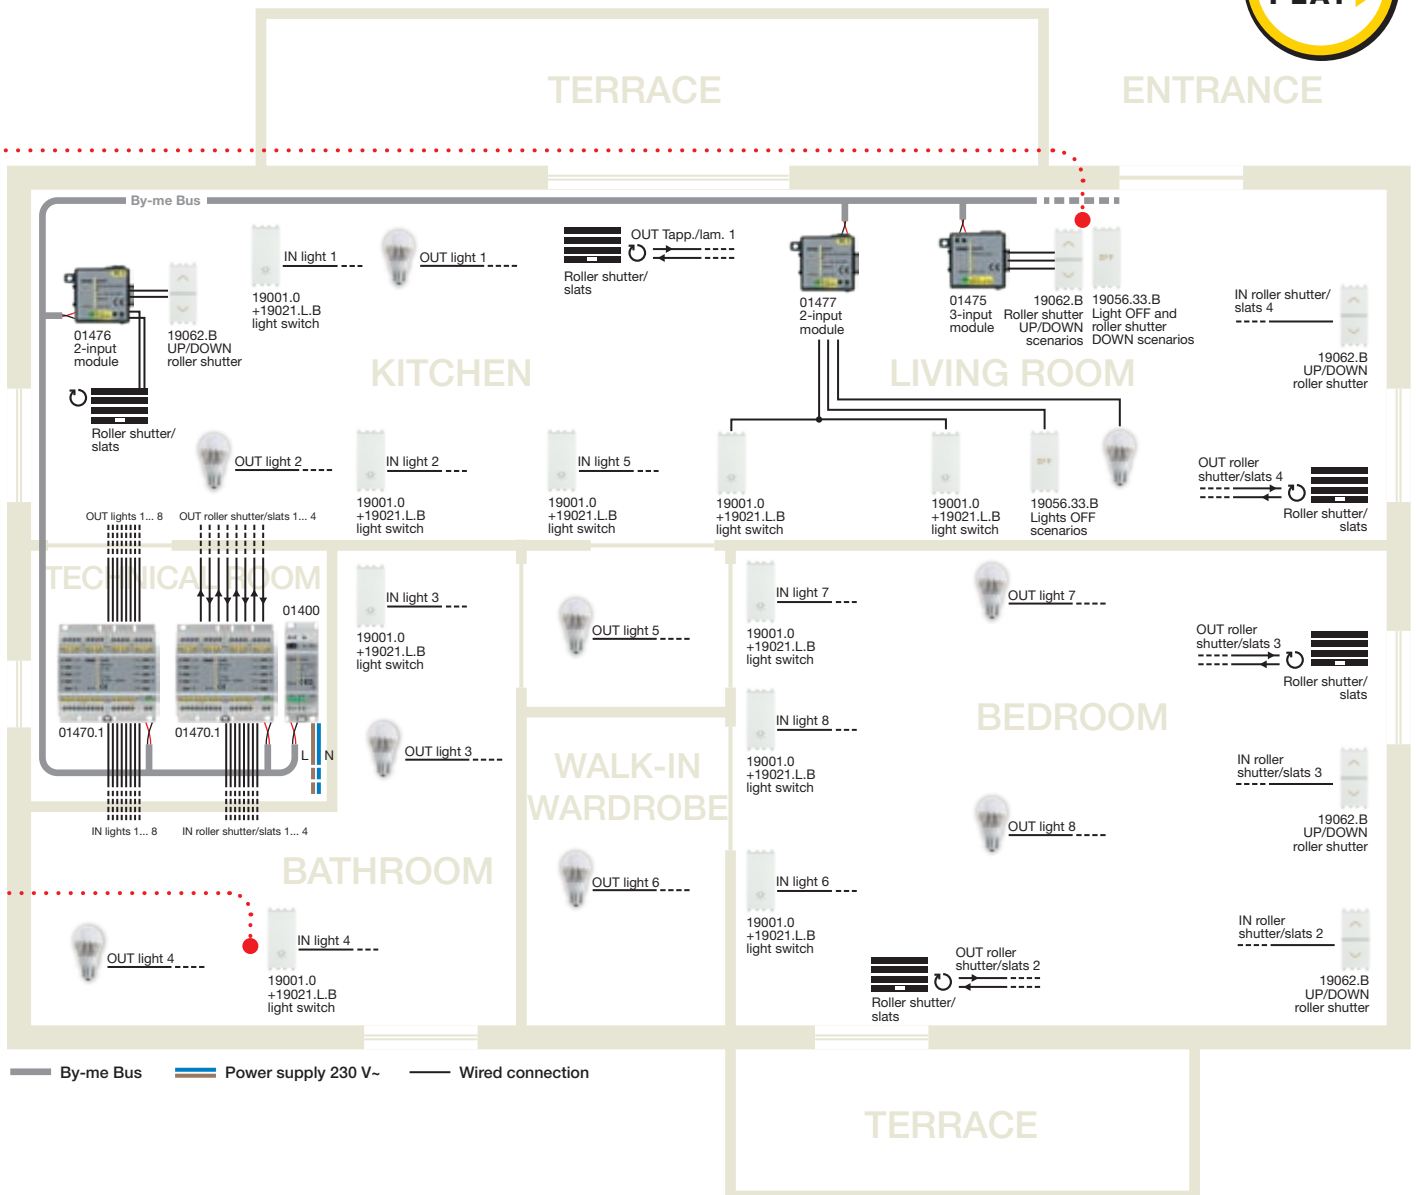 PLAY
TERRACE
ENTRANCE
By-me Bus
IN light 1
19001.0
+19021.L.B
light switch
OUT light 1
Roller shutter/
slats
OUT Tapp./lam. 1
01476
2-input
module
19062.B
UP/DOWN
roller shutter
Roller shutter/
slats
KITCHEN
01477
2-input
module
01475
3-input
module
19062.B
Roller shutter
UP/DOWN
scenarios
OFF
19056.33.B
Light OFF and
roller shutter
DOWN scenarios
IN roller shutter/
slats 4
19062.B
UP/DOWN
roller shutter
LIVING ROOM
OUT light 2
IN light 2
19001.0
+19021.L.B
light switch
IN light 5
19001.0
+19021.L.B
light switch
19001.0
+19021.L.B
light switch
19001.0
+19021.L.B
light switch
OFF
19056.33.B
Lights OFF
scenarios
OUT roller
shutter/slats 4
Roller shutter/
slats
OUT lights 1... 8
OUT roller shutter/slats 1... 4
TECHNICAL ROOM
01400
01470.1
01470.1
L
N
IN lights 1... 8
IN roller shutter/slats 1... 4
IN light 3
19001.0
+19021.L.B
light switch
OUT light 3
OUT light 5
WALK-IN
WARDROBE
OUT light 6
IN light 7
19001.0
+19021.L.B
light switch
OUT light 7
OUT roller
shutter/slats 3
Roller shutter/
slats
IN light 8
19001.0
+19021.L.B
light switch
BEDROOM
OUT light 8
IN roller
shutter/slats 3
19062.B
UP/DOWN
roller shutter
IN light 6
19001.0
+19021.L.B
light switch
BATHROOM
OUT light 4
IN light 4
19001.0
+19021.L.B
light switch
Roller shutter/
slats
OUT roller
shutter/slats 2
IN roller
shutter/slats 2
19062.B
UP/DOWN
roller shutter
By-me Bus
Power supply 230 V~
Wired connection
TERRACE